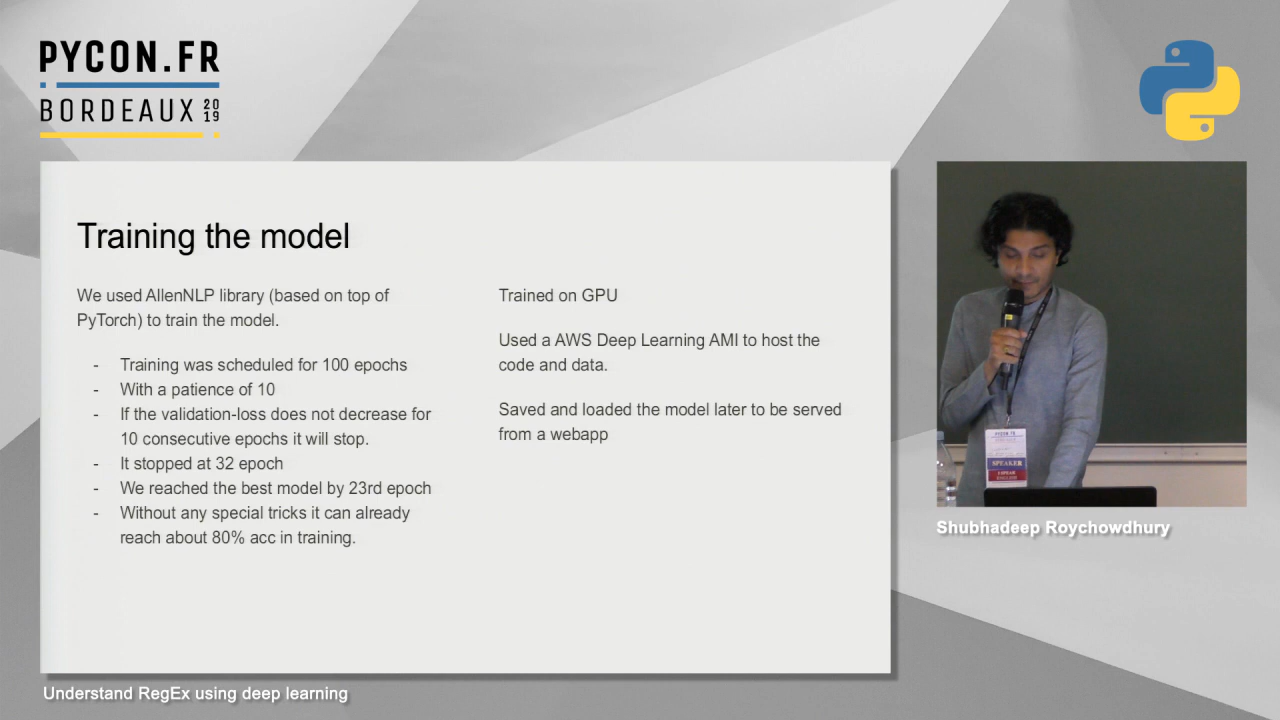 PYCON.FR
BORDEAUX 2019
Training the model
We used AllenNLP library (based on top of
PyTorch) to train the model.
- Training was scheduled for 100 epochs
- With a patience of 10
- If the validation-loss does not decrease for
10 consecutive epochs it will stop.
- It stopped at 32 epoch
- We reached the best model by 23rd epoch
- Without any special tricks it can already
reach about 80% acc in training.
Trained on GPU
Used a AWS Deep Learning AMI to host the
code and data.
Saved and loaded the model later to be served
from a webapp
SPEAKER
I SPEAK
ENGLISH
Shubhadeep Roychowdhury
Understand RegEx using deep learning